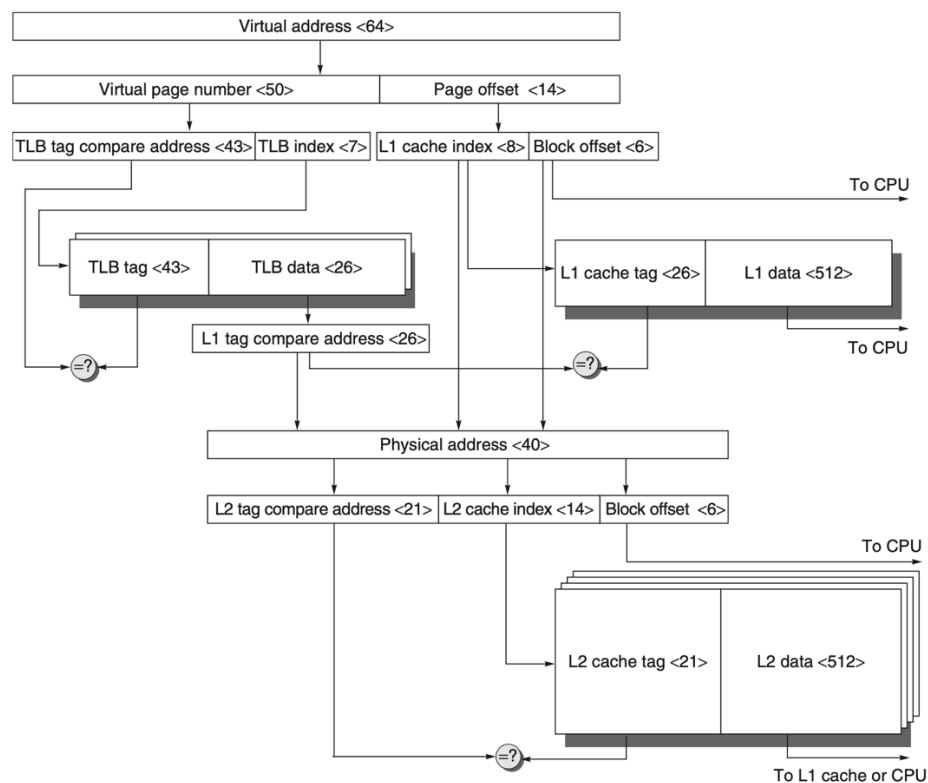 Virtual address <64>
Virtual page number <50> Page offset <14>
TLB tag compare address <43> TLB index <7> L1 cache index <8> Block offset <6>
To CPU
TLB tag <43> TLB data <26> L1 cache tag <26> L1 data <512>
L1 tag compare address <26>
To CPU
=? =?
Physical address <40>
L2 tag compare address <21> L2 cache index <14> Block offset <6>
To CPU
L2 cache tag <21> L2 data <512>
=?
To L1 cache or CPU